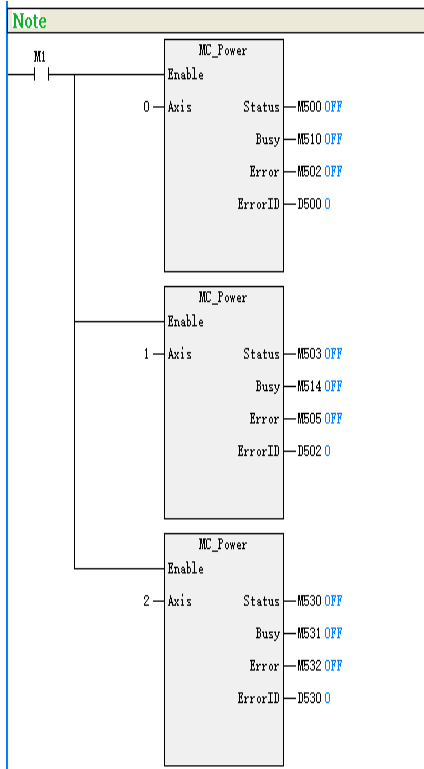 Note
M1
MC_Power
Enable
0 Axis Status M500 OFF
Busy M510 OFF
Error M502 OFF
ErrorID D500 0
MC_Power
Enable
1 Axis Status M503 OFF
Busy M514 OFF
Error M505 OFF
ErrorID D502 0
MC_Power
Enable
2 Axis Status M530 OFF
Busy M531 OFF
Error M532 OFF
ErrorID D530 0